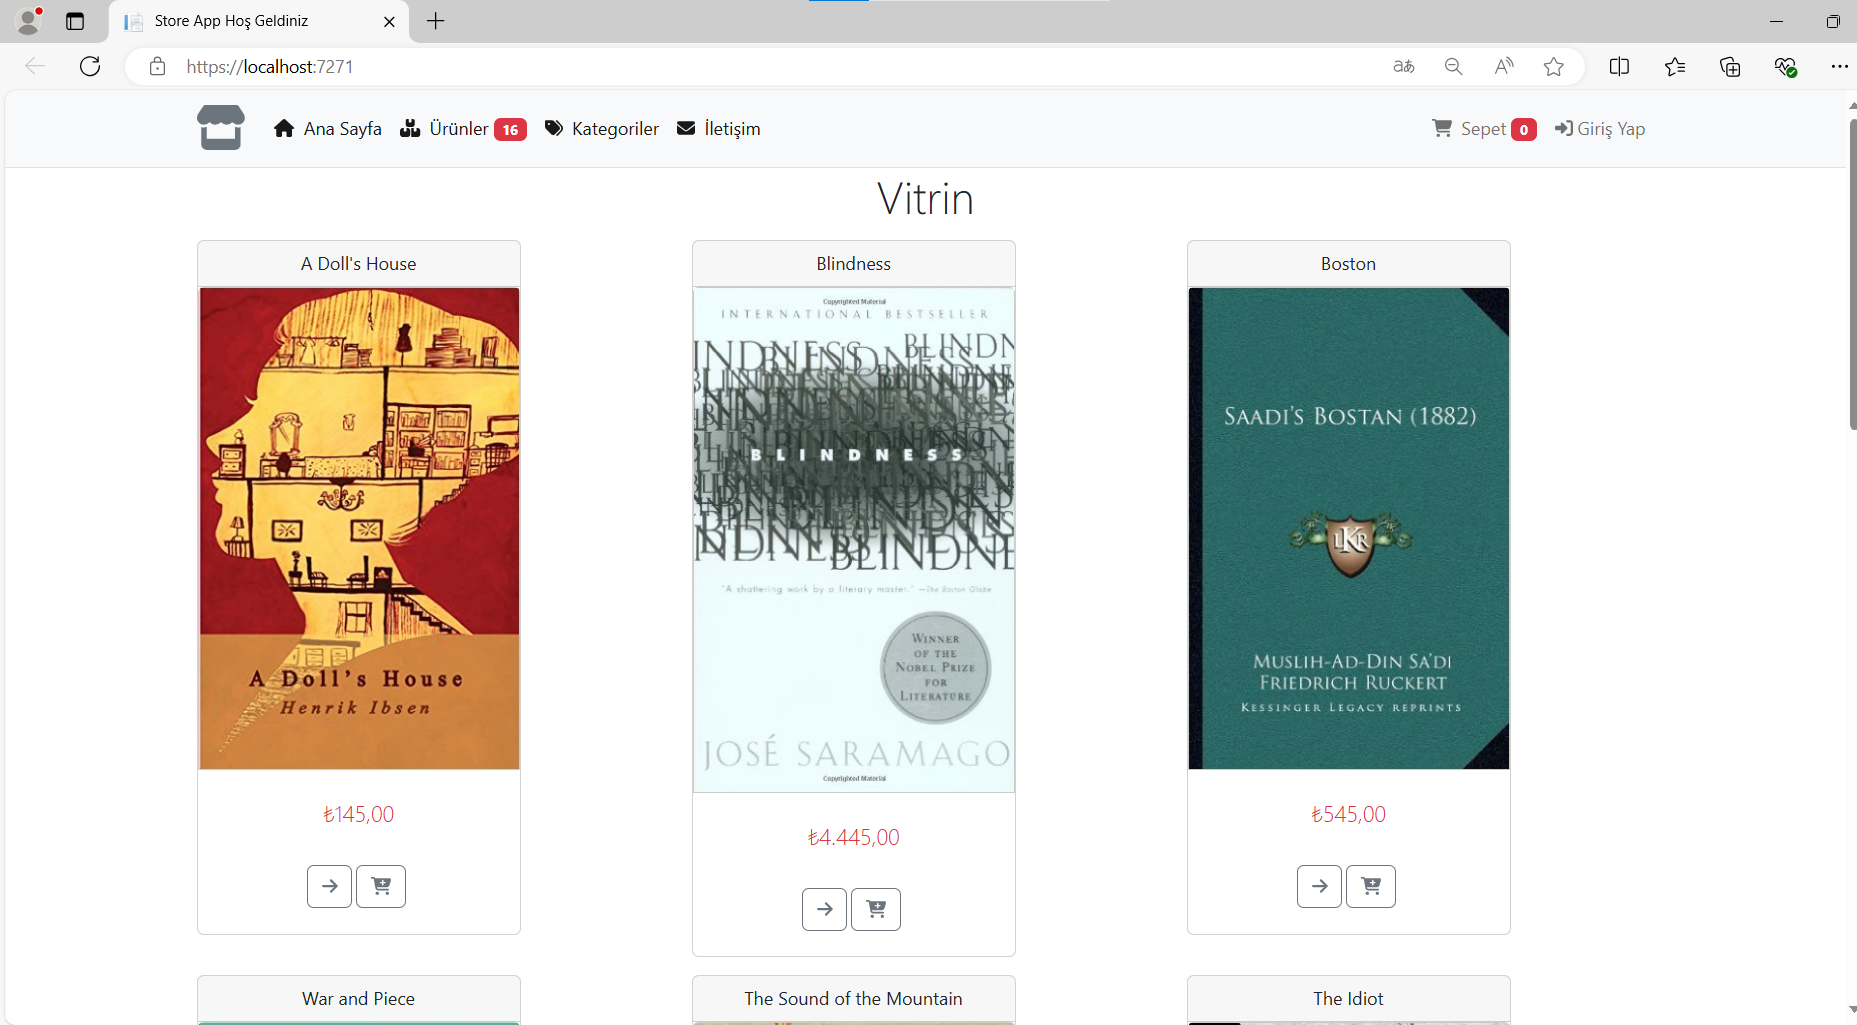 Store App Hoş Geldiniz
https://localhost:7271
Ana Sayfa Ürünler 16 Kategoriler İletişim Sepet 0 Giriş Yap
Vitrin
A Doll's House
A Doll's House
Henrik Ibsen
₺145,00
Blindness
Copyrighted Material
INTERNATIONAL BESTSELLER
BLINDNESS
"A shattering work by a literary master." —The Boston Globe
WINNER
OF THE
NOBEL PRIZE
FOR
LITERATURE
JOSÉ SARAMAGO
Copyrighted Material
₺4.445,00
Boston
SAADI'S BOSTAN (1882)
LKR
MUSLIH-AD-DIN SA'DI
FRIEDRICH RUCKERT
KESSINGER LEGACY REPRINTS
₺545,00
War and Piece
The Sound of the Mountain
The Idiot